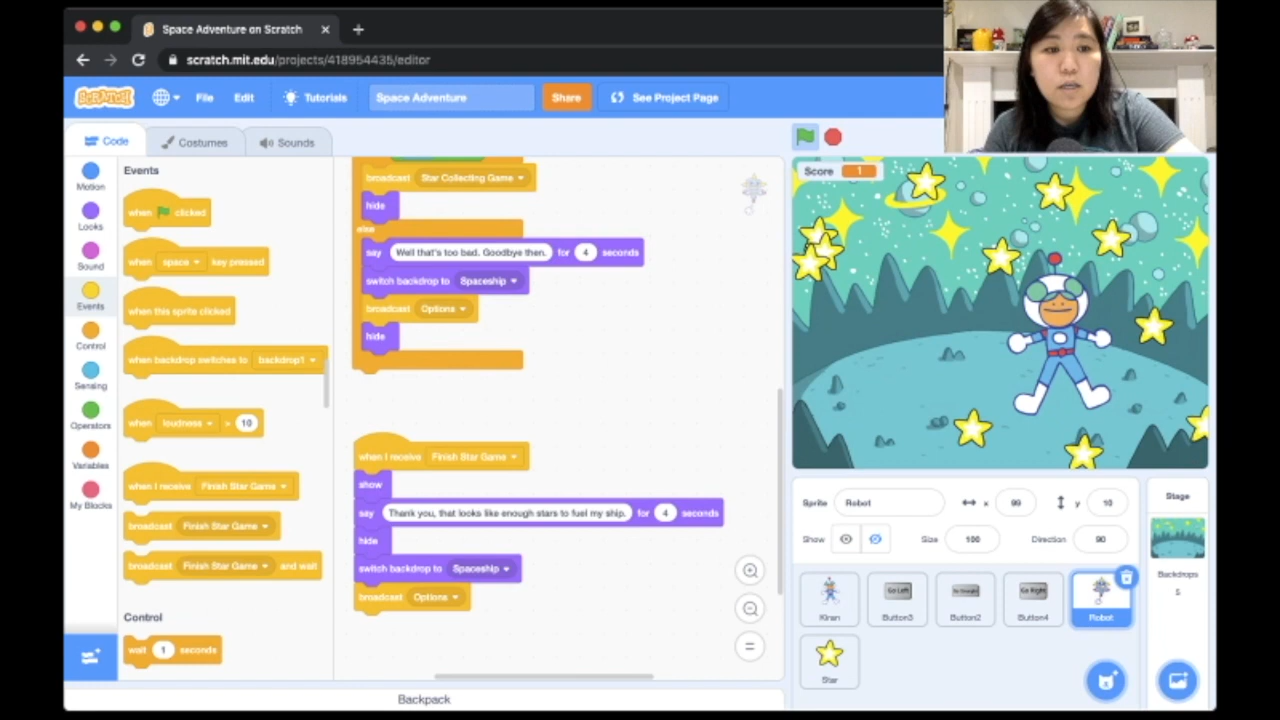 Space Adventure on Scratch
scratch.mit.edu/projects/418954435/editor
SCRATCH
File
Edit
Tutorials
Space Adventure
Share
See Project Page
Code
Costumes
Sounds
Motion
Looks
Sound
Events
Control
Sensing
Operators
Variables
My Blocks
Events
when clicked
when space key pressed
when this sprite clicked
when backdrop switches to backdrop1
when loudness > 10
when I receive Finish Star Game
broadcast Finish Star Game
broadcast Finish Star Game and wait
Control
wait 1 seconds
broadcast Star Collecting Game
hide
else
say Well that's too bad. Goodbye then. for 4 seconds
switch backdrop to Spaceship
broadcast Options
hide
when I receive Finish Star Game
show
say Thank you, that looks like enough stars to fuel my ship. for 4 seconds
hide
switch backdrop to Spaceship
broadcast Options
Backpack
Score 1
Sprite Robot x 99 y 10
Show Size 100 Direction 90
Stage
Backdrops
5
Go Left
Go Straight
Go Right
Kiran
Button3
Button2
Button4
Robot
Star